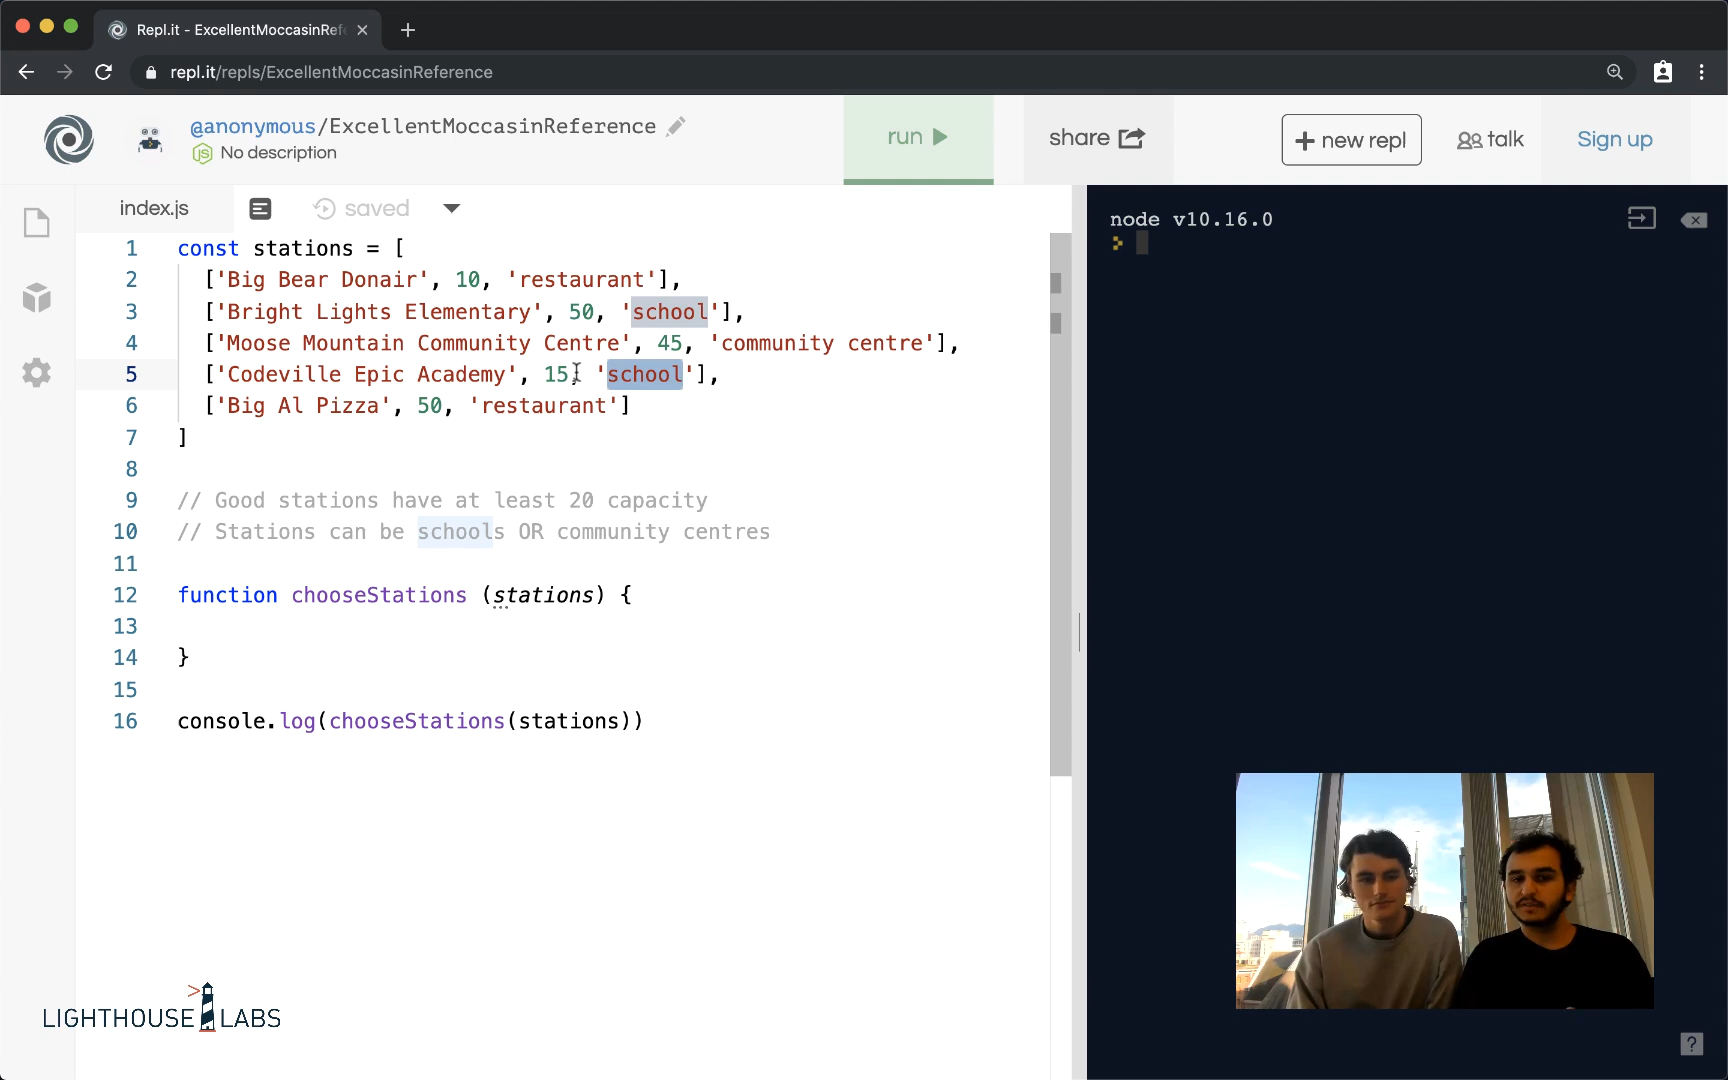 Repl.it - ExcellentMoccasinRef
repl.it/repls/ExcellentMoccasinReference
@anonymous/ExcellentMoccasinReference
No description
run
share
+ new repl
talk
Sign up
index.js
saved
1 const stations = [
2 ['Big Bear Donair', 10, 'restaurant'],
3 ['Bright Lights Elementary', 50, 'school'],
4 ['Moose Mountain Community Centre', 45, 'community centre'],
5 ['Codeville Epic Academy', 15, 'school'],
6 ['Big Al Pizza', 50, 'restaurant']
7 ]
8
9 // Good stations have at least 20 capacity
10 // Stations can be schools OR community centres
11
12 function chooseStations (stations) {
13
14 }
15
16 console.log(chooseStations(stations))
node v10.16.0
>
LIGHTHOUSE LABS
?